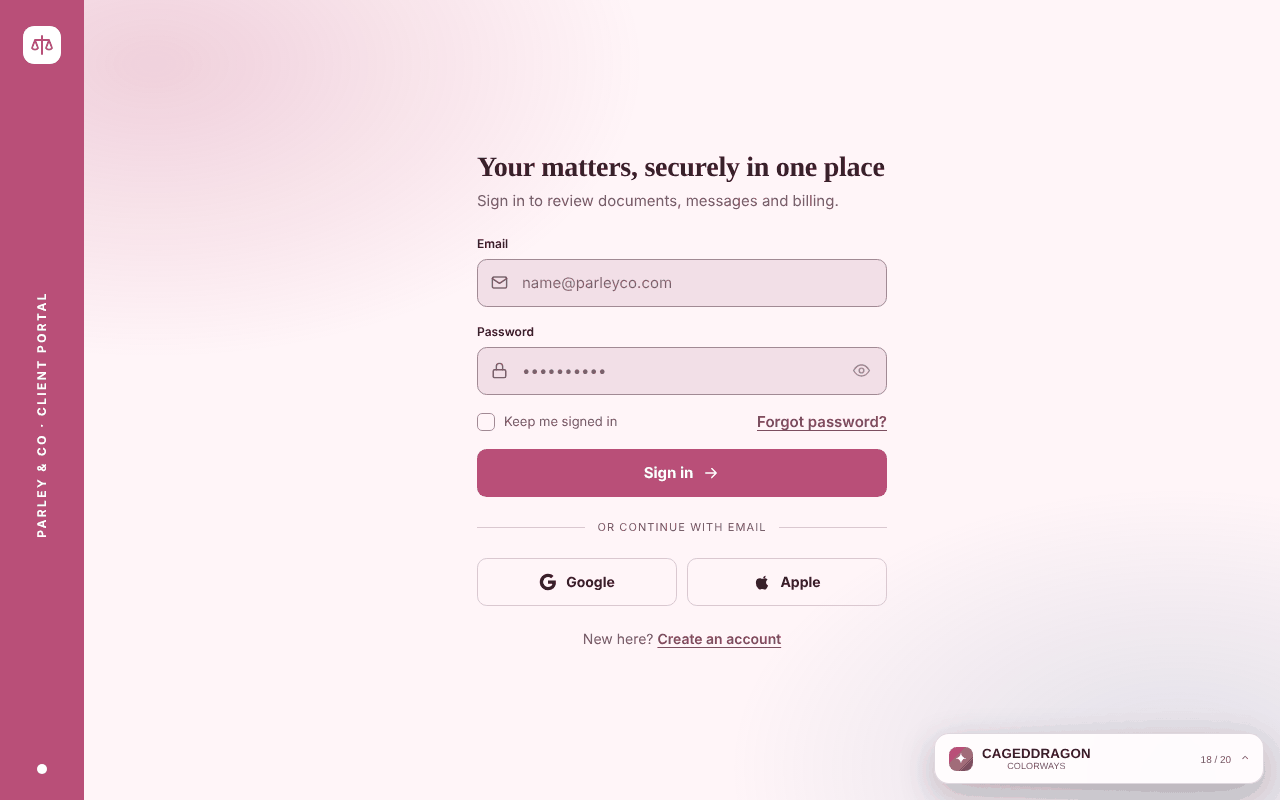 PARLEY & CO · CLIENT PORTAL
Your matters, securely in one place
Sign in to review documents, messages and billing.
Email
name@parleyco.com
Password
••••••••••
Keep me signed in
Forgot password?
Sign in
OR CONTINUE WITH EMAIL
Google
Apple
New here? Create an account
CAGEDDRAGON
COLORWAYS
18 / 20